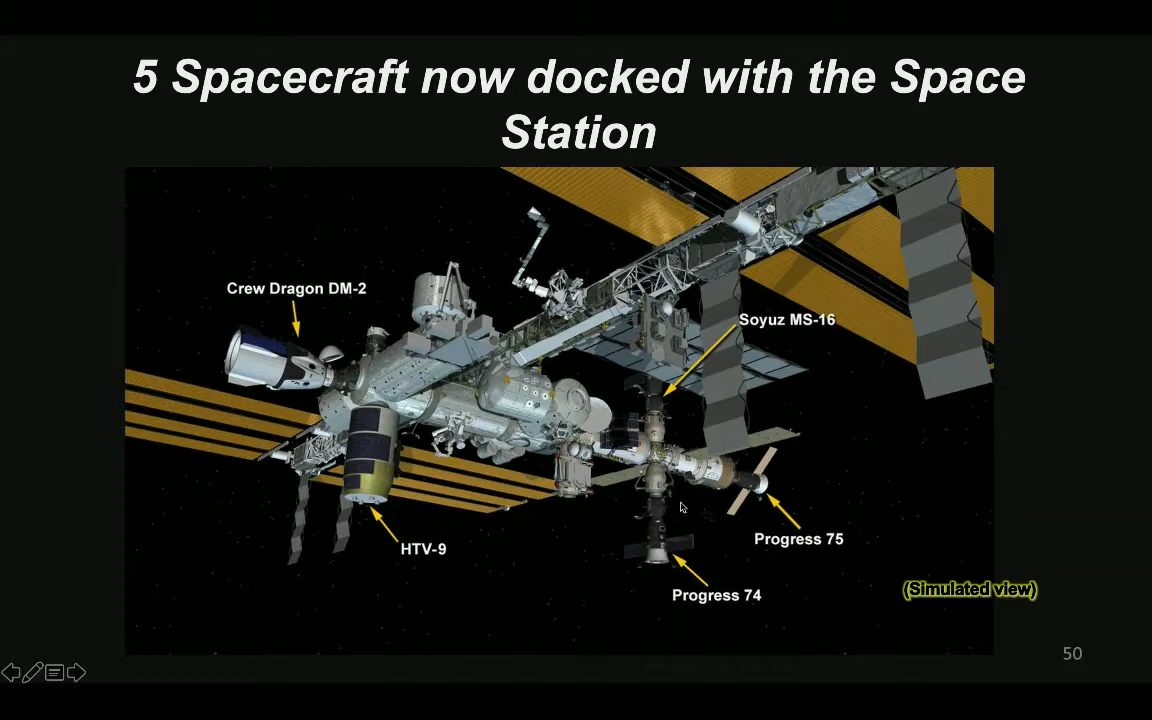 5 Spacecraft now docked with the Space
Station
Crew Dragon DM-2
Soyuz MS-16
HTV-9
Progress 75
Progress 74
(Simulated view)
50